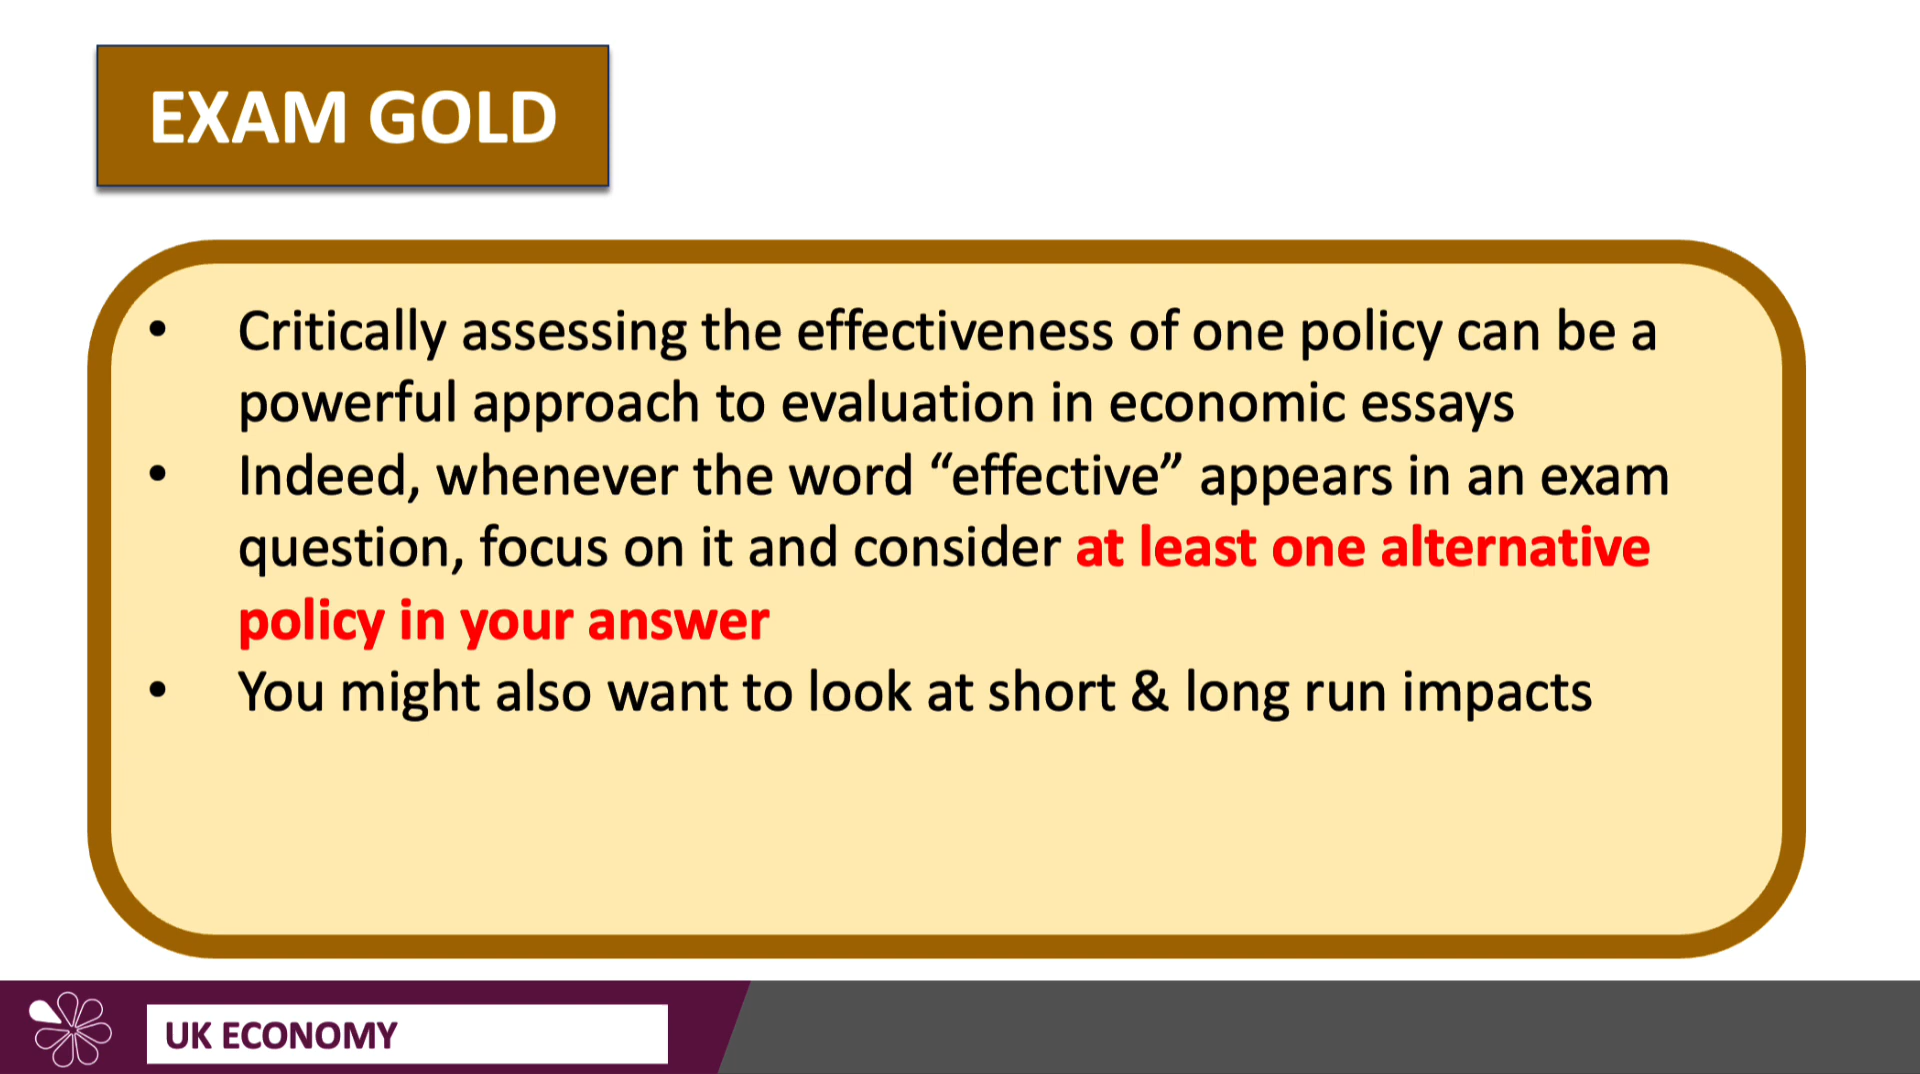 EXAM GOLD
• Critically assessing the effectiveness of one policy can be a
powerful approach to evaluation in economic essays
• Indeed, whenever the word “effective” appears in an exam
question, focus on it and consider at least one alternative
policy in your answer
• You might also want to look at short & long run impacts
UK ECONOMY